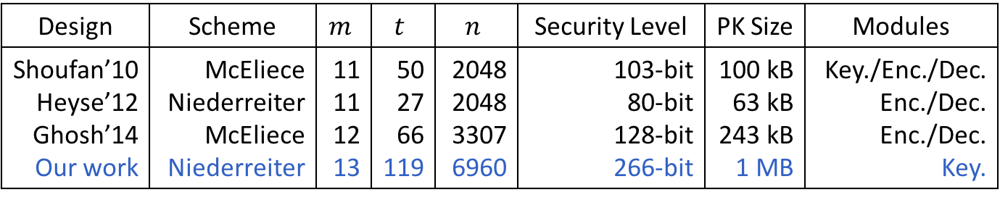 Design Scheme m t n Security Level PK Size Modules
Shoufan’10 McEliece 11 50 2048 103-bit 100 kB Key./Enc./Dec.
Heyse’12 Niederreiter 11 27 2048 80-bit 63 kB Enc./Dec.
Ghosh’14 McEliece 12 66 3307 128-bit 243 kB Enc./Dec.
Our work Niederreiter 13 119 6960 266-bit 1 MB Key.